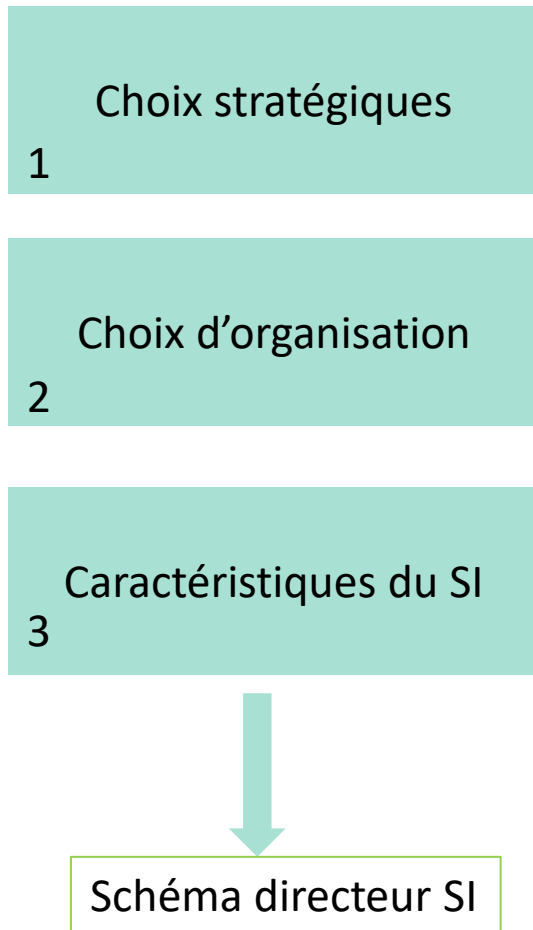 Choix stratégiques
1
Choix d’organisation
2
Caractéristiques du SI
3
Schéma directeur SI